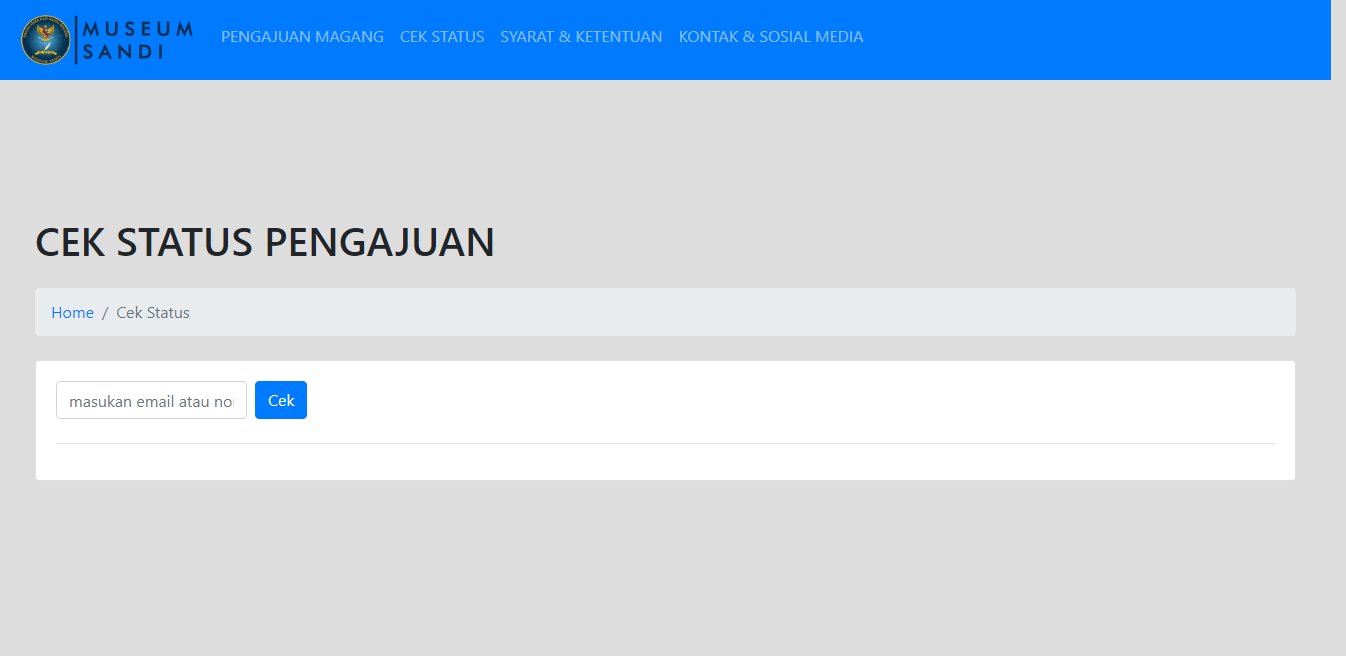 MUSEUM
SANDI
PENGAJUAN MAGANG CEK STATUS SYARAT & KETENTUAN KONTAK & SOSIAL MEDIA
CEK STATUS PENGAJUAN
Home / Cek Status
masukan email atau no
Cek